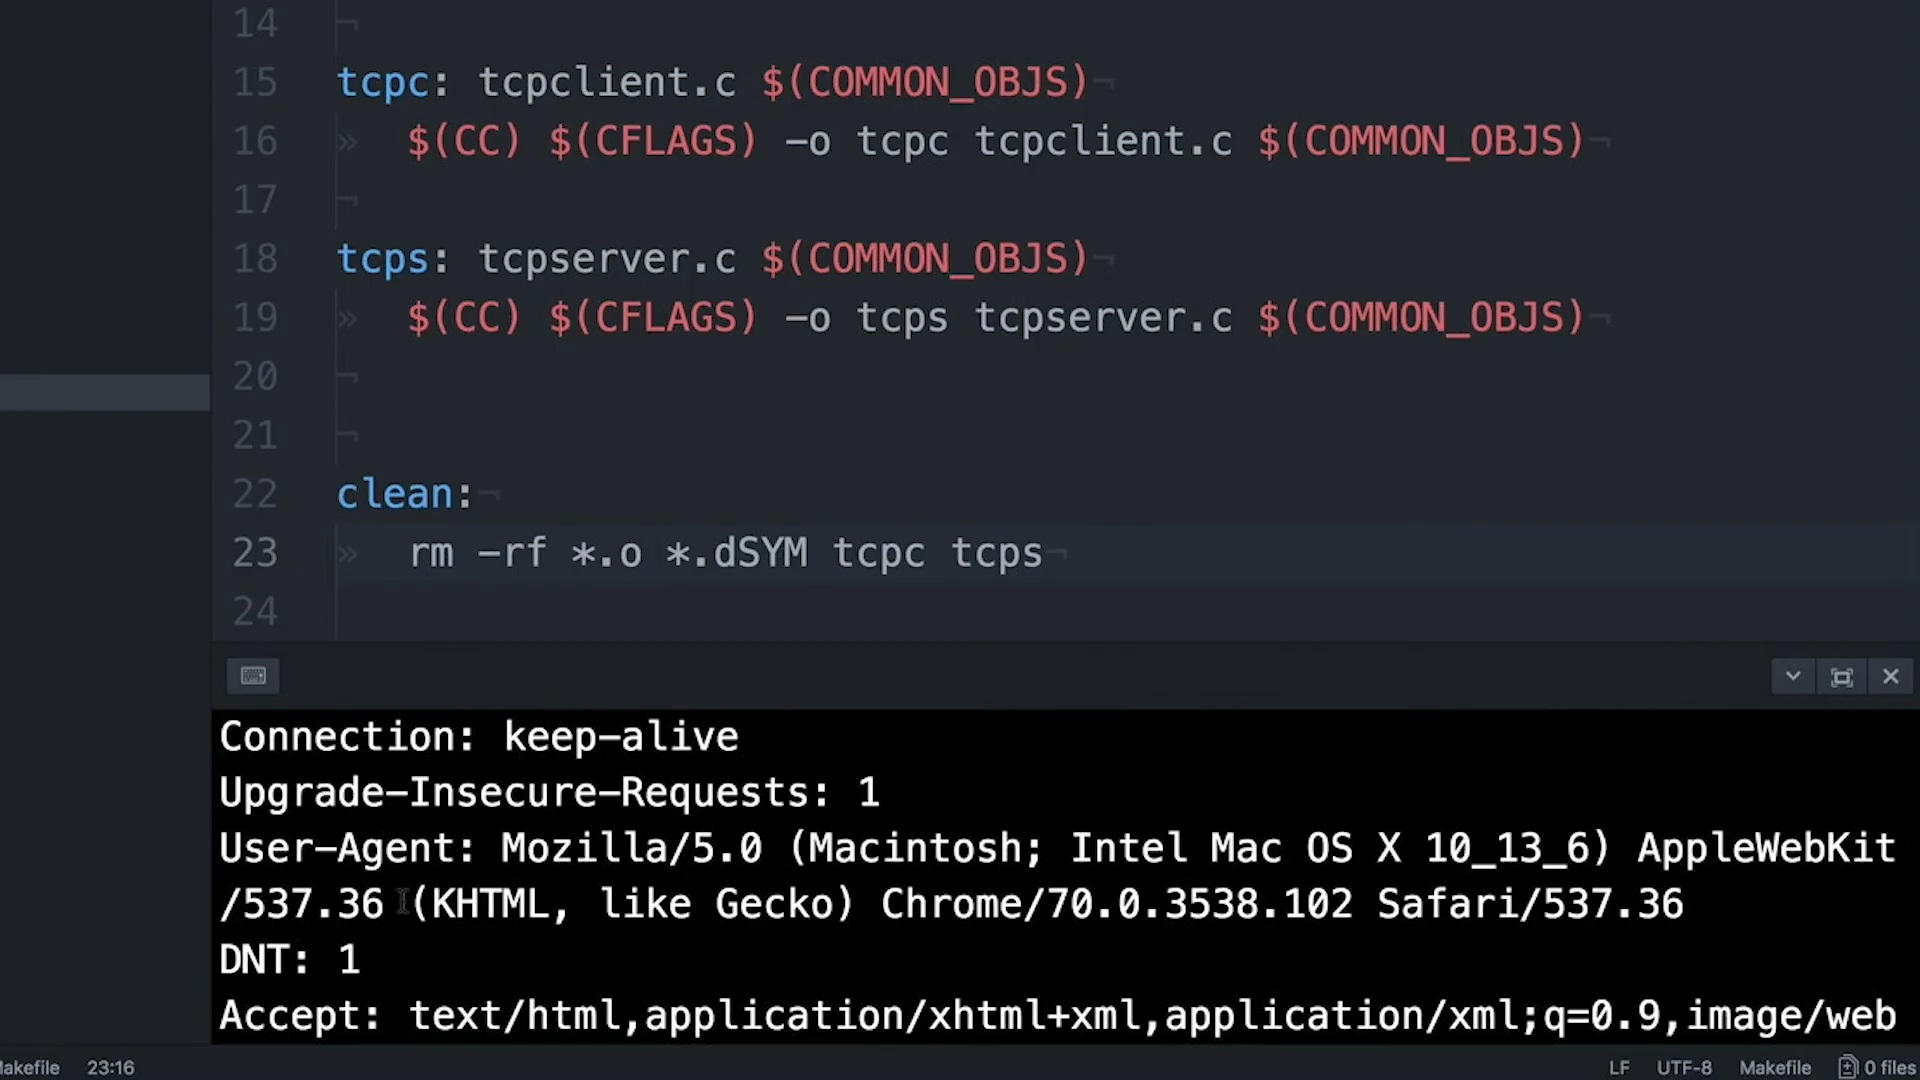 14 ¬
15 tcpc: tcpclient.c $(COMMON_OBJS)¬
16 » $(CC) $(CFLAGS) -o tcpc tcpclient.c $(COMMON_OBJS)¬
17 ¬
18 tcps: tcpserver.c $(COMMON_OBJS)¬
19 » $(CC) $(CFLAGS) -o tcps tcpserver.c $(COMMON_OBJS)¬
20 ¬
21 ¬
22 clean:¬
23 » rm -rf *.o *.dSYM tcpc tcps¬
24
Connection: keep-alive
Upgrade-Insecure-Requests: 1
User-Agent: Mozilla/5.0 (Macintosh; Intel Mac OS X 10_13_6) AppleWebKit
/537.36 (KHTML, like Gecko) Chrome/70.0.3538.102 Safari/537.36
DNT: 1
Accept: text/html,application/xhtml+xml,application/xml;q=0.9,image/web
akefile 23:16 LF UTF-8 Makefile 0 files